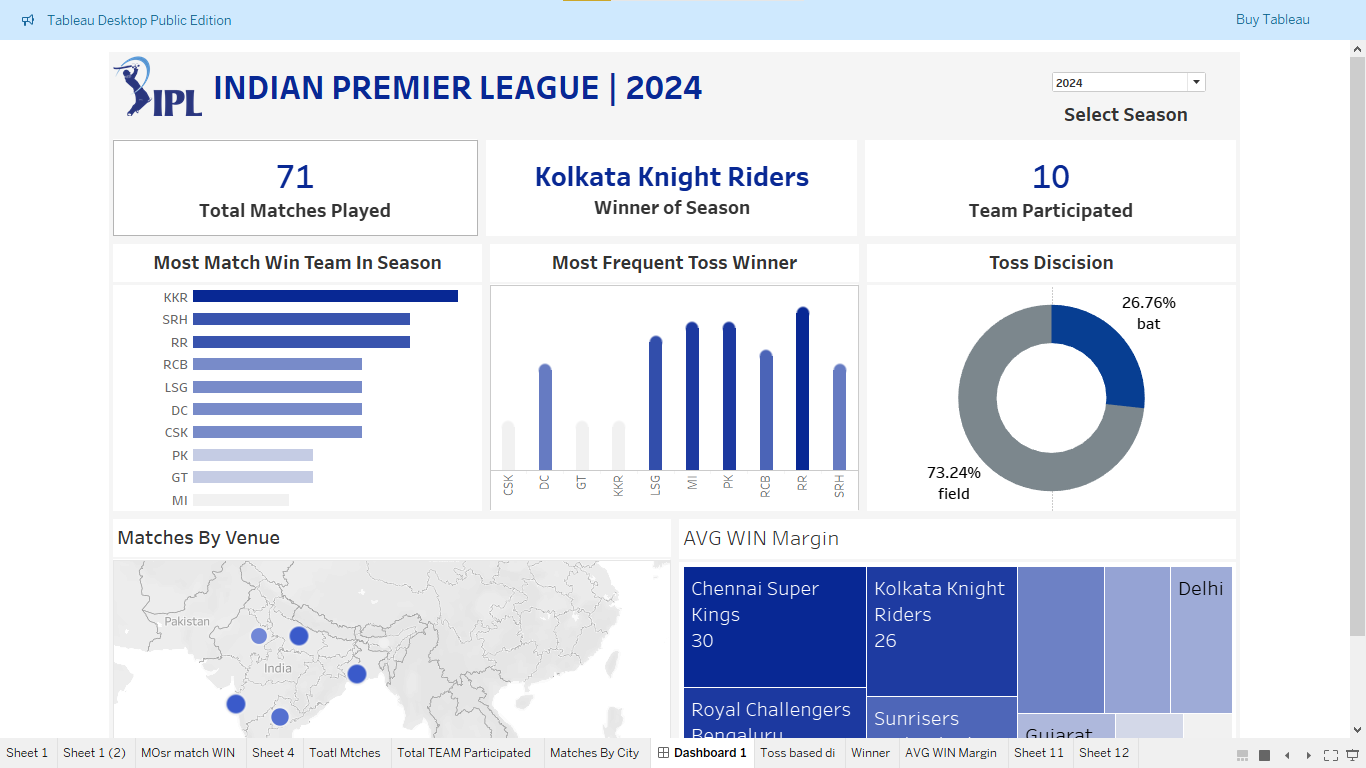 Tableau Desktop Public Edition
Buy Tableau
IPL
INDIAN PREMIER LEAGUE | 2024
2024
Select Season
71
Total Matches Played
Kolkata Knight Riders
Winner of Season
10
Team Participated
Most Match Win Team In Season
KKR
SRH
RR
RCB
LSG
DC
CSK
PK
GT
MI
Most Frequent Toss Winner
CSK
DC
GT
KKR
LSG
MI
PK
RCB
RR
SRH
Toss Discision
26.76%
bat
73.24%
field
Matches By Venue
Pakistan
India
AVG WIN Margin
Chennai Super
Kings
30
Kolkata Knight
Riders
26
Delhi
Royal Challengers
Bengaluru
Sunrisers
Gujarat
Sheet 1
Sheet 1 (2)
MOsr match WIN
Sheet 4
Toatl Mtches
Total TEAM Participated
Matches By City
Dashboard 1
Toss based di
Winner
AVG WIN Margin
Sheet 11
Sheet 12